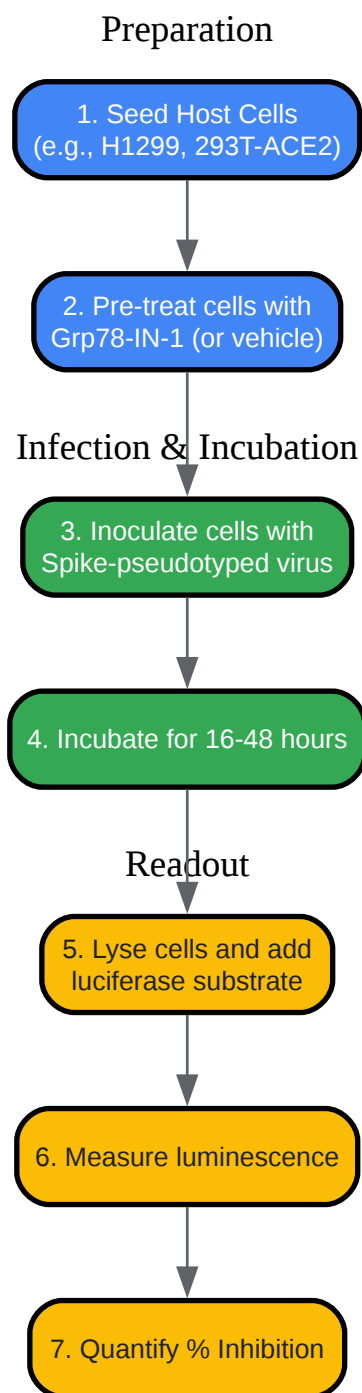 Preparation
1. Seed Host Cells
(e.g., H1299, 293T-ACE2)
2. Pre-treat cells with
Grp78-IN-1 (or vehicle)
Infection & Incubation
3. Inoculate cells with
Spike-pseudotyped virus
4. Incubate for 16-48 hours
Readout
5. Lyse cells and add
luciferase substrate
6. Measure luminescence
7. Quantify % Inhibition